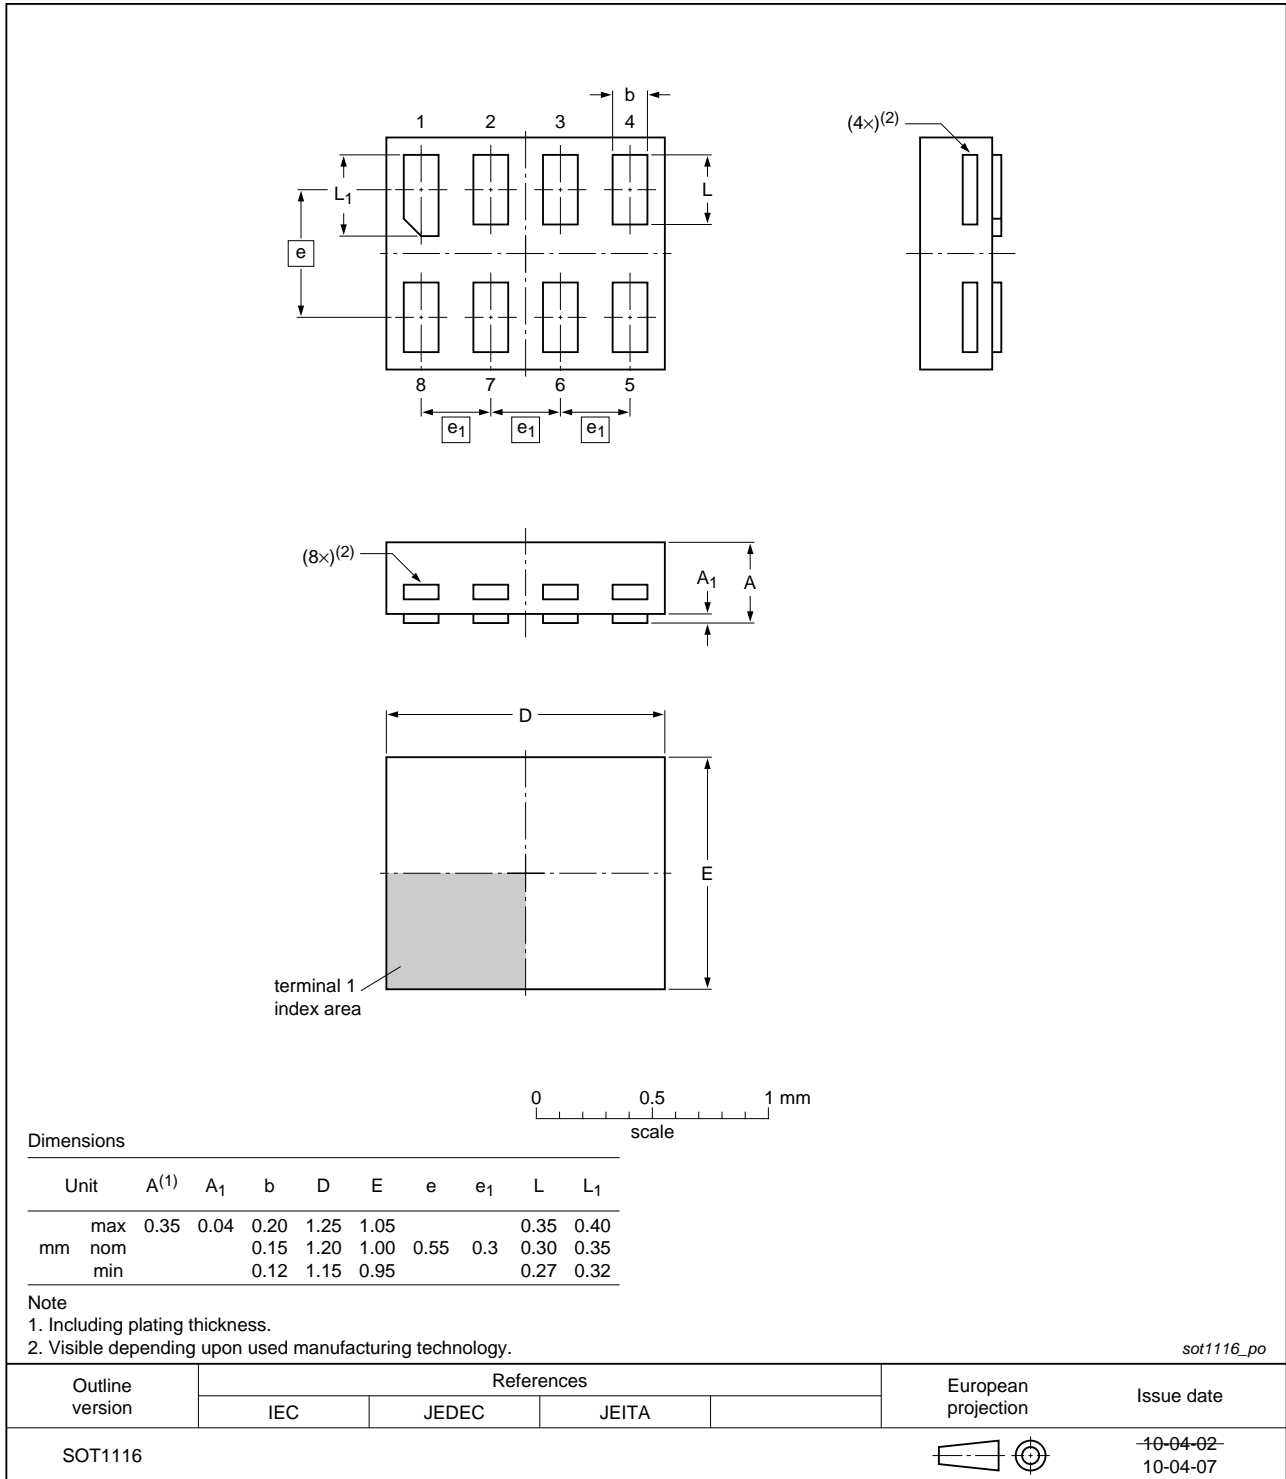 b
1 2 3 4
(4×)(2)
L1
L
e
8 7 6 5
e1 e1 e1
(8×)(2)
A1
A
D
E
terminal 1
index area
0 0.5 1 mm
scale
Dimensions
Unit A(1) A1 b D E e e1 L L1
max 0.35 0.04 0.20 1.25 1.05 0.35 0.40
mm nom 0.15 1.20 1.00 0.55 0.3 0.30 0.35
min 0.12 1.15 0.95 0.27 0.32
Note
1. Including plating thickness.
2. Visible depending upon used manufacturing technology.
sot1116_po
Outline version References European projection Issue date
IEC JEDEC JEITA
SOT1116
10-04-02
10-04-07